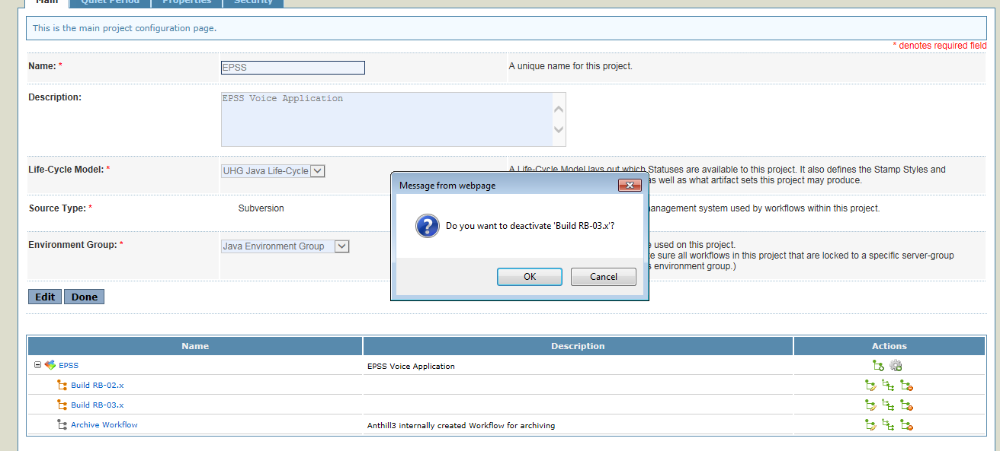 Main Quiet Period Properties Security
This is the main project configuration page.
* denotes required field
Name: *
EPSS
A unique name for this project.
Description:
EPSS Voice Application
Life-Cycle Model: *
UHG Java Life-Cycle
A Life-Cycle Model lays out which Statuses are available to this project. It also defines the Stamp Styles and
as well as what artifact sets this project may produce.
Source Type: *
Subversion
management system used by workflows within this project.
Environment Group: *
Java Environment Group
used on this project.
sure all workflows in this project that are locked to a specific server-group
environment group.)
Message from webpage
Do you want to deactivate 'Build RB-03.x'?
OK Cancel
Edit Done
Name Description Actions
EPSS EPSS Voice Application
Build RB-02.x
Build RB-03.x
Archive Workflow Anthill3 internally created Workflow for archiving